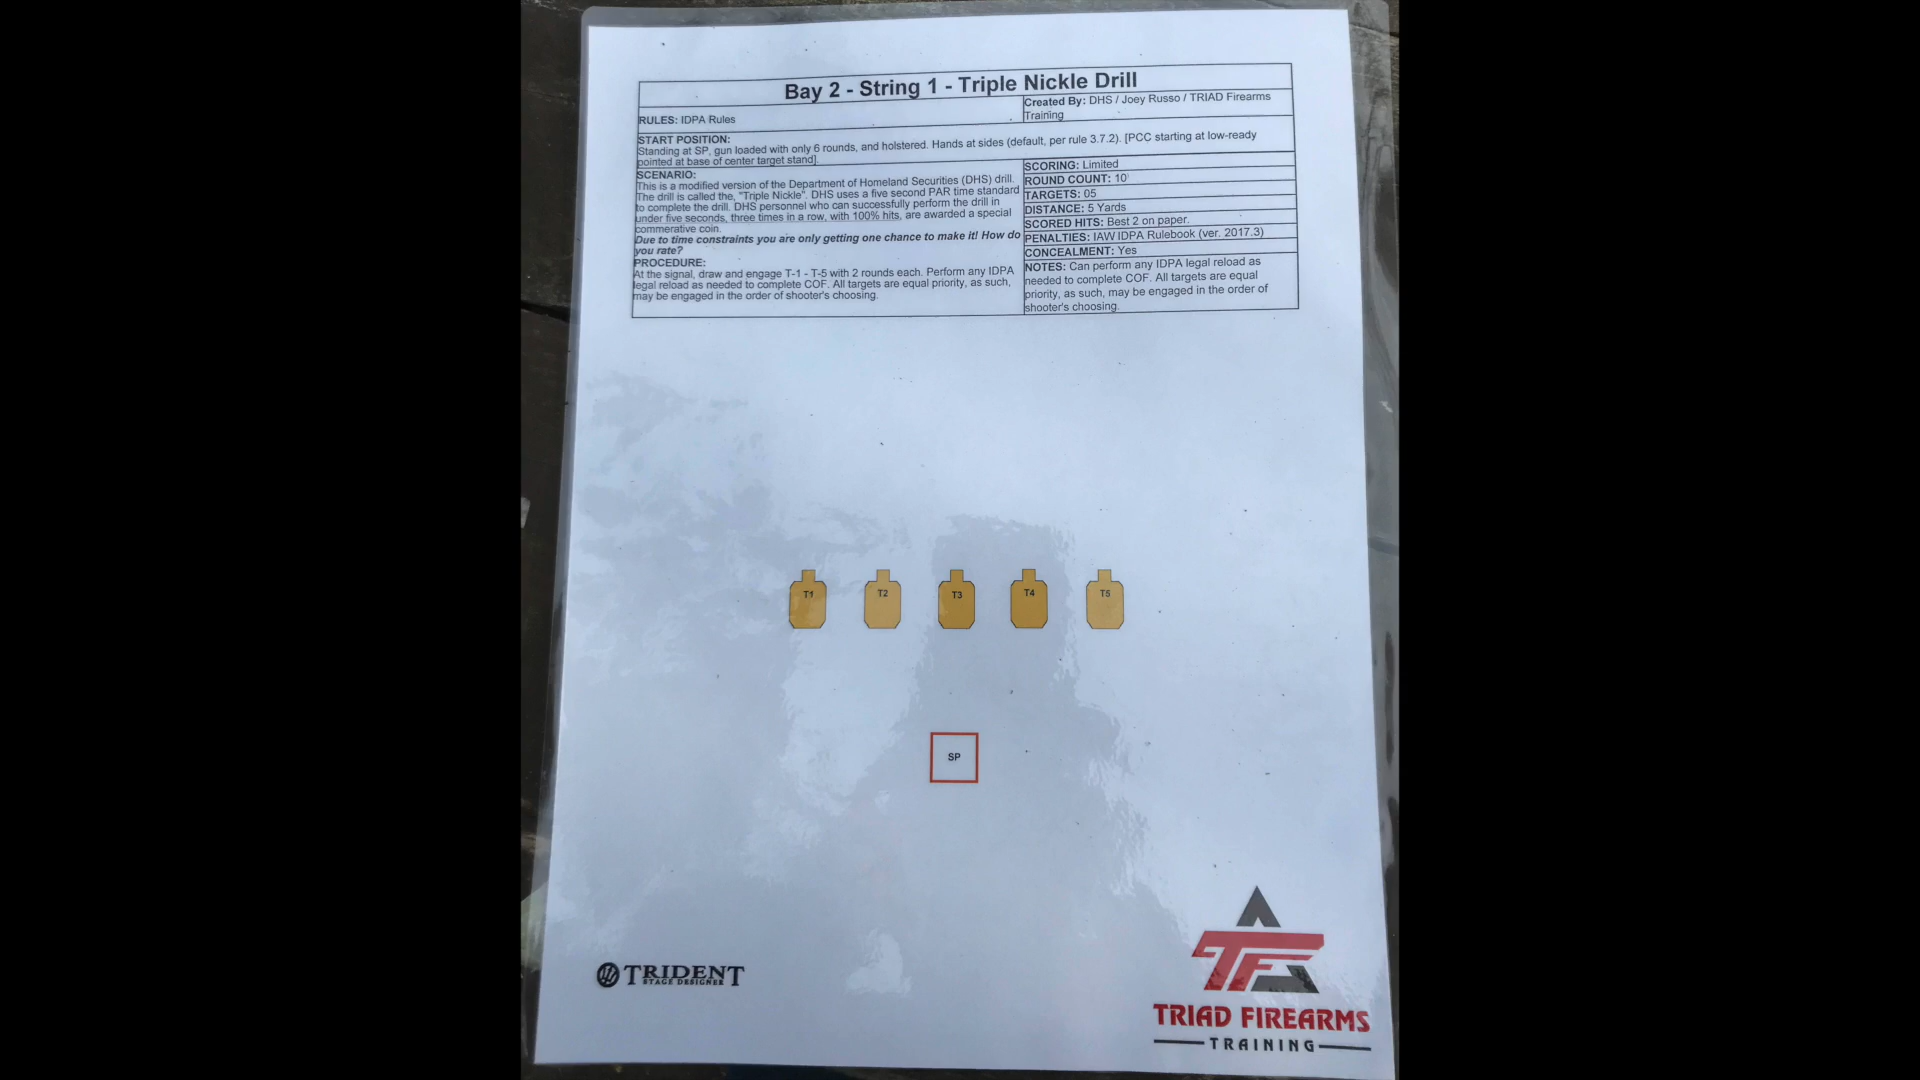 Bay 2 - String 1 - Triple Nickle Drill
RULES: IDPA Rules
Created By: DHS / Joey Russo / TRIAD Firearms
Training
START POSITION:
Standing at SP, gun loaded with only 6 rounds, and holstered. Hands at sides (default, per rule 3.7.2). [PCC starting at low-ready
pointed at base of center target stand].
SCENARIO:
This is a modified version of the Department of Homeland Securities (DHS) drill.
The drill is called the, "Triple Nickle". DHS uses a five second PAR time standard
to complete the drill. DHS personnel who can successfully perform the drill in
under five seconds, three times in a row, with 100% hits, are awarded a special
commerative coin.
Due to time constraints you are only getting one chance to make it! How do
you rate?
PROCEDURE:
At the signal, draw and engage T-1 - T-5 with 2 rounds each. Perform any IDPA
legal reload as needed to complete COF. All targets are equal priority, as such,
may be engaged in the order of shooter's choosing.
SCORING: Limited
ROUND COUNT: 10
TARGETS: 05
DISTANCE: 5 Yards
SCORED HITS: Best 2 on paper.
PENALTIES: IAW IDPA Rulebook (ver. 2017.3)
CONCEALMENT: Yes
NOTES: Can perform any IDPA legal reload as
needed to complete COF. All targets are equal
priority, as such, may be engaged in the order of
shooter's choosing.
T1 T2 T3 T4 T5
SP
TRIDENT
STAGE DESIGNER
TF
TRIAD FIREARMS
TRAINING